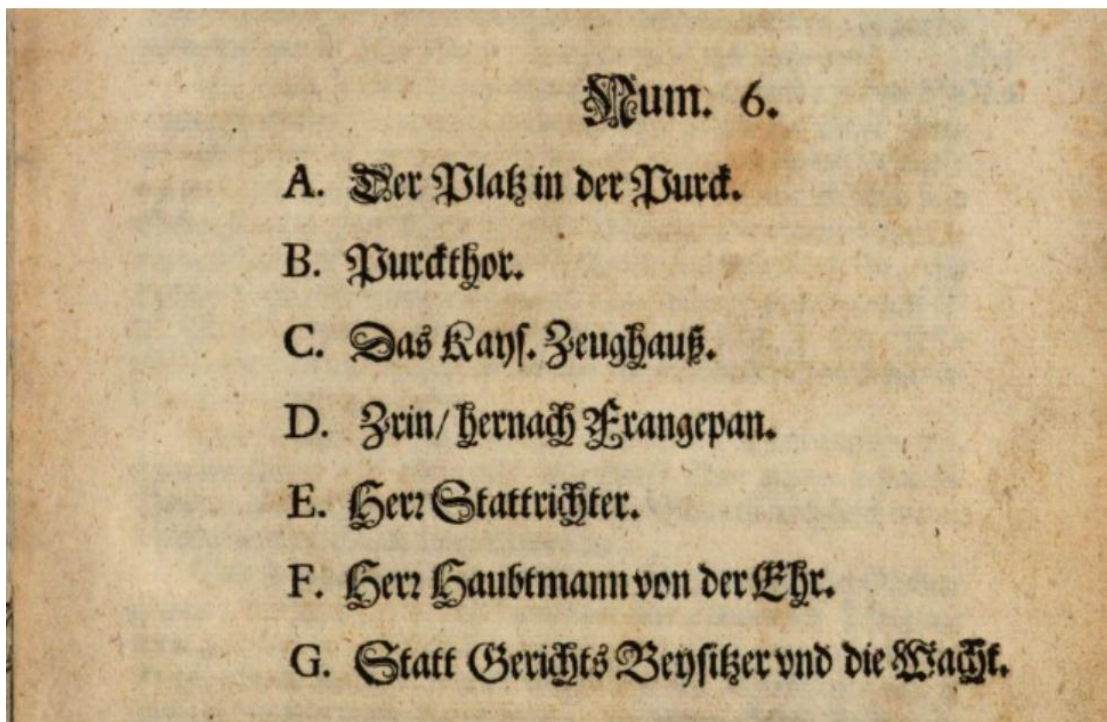 Num. 6.
A. Der Platz in der Purck.
B. Purckthor.
C. Das Kays. Zeughauß.
D. Zrin/ hernach Frangepan.
E. Herr Stattrichter.
F. Herr Haubtmann von der Ehr.
G. Statt Gerichts Beysitzer vnd die Wacht.